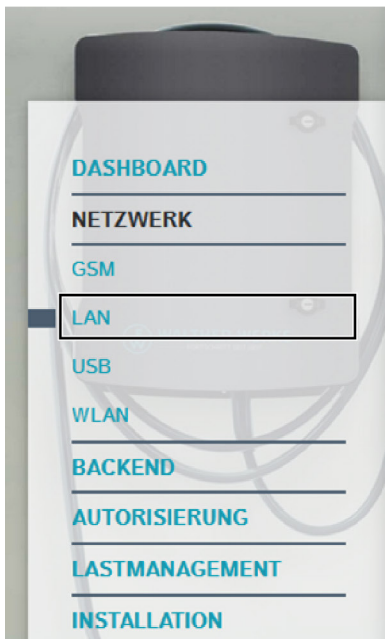 DASHBOARD
NETZWERK
GSM
LAN
USB
WLAN
BACKEND
AUTORISIERUNG
LASTMANAGEMENT
INSTALLATION